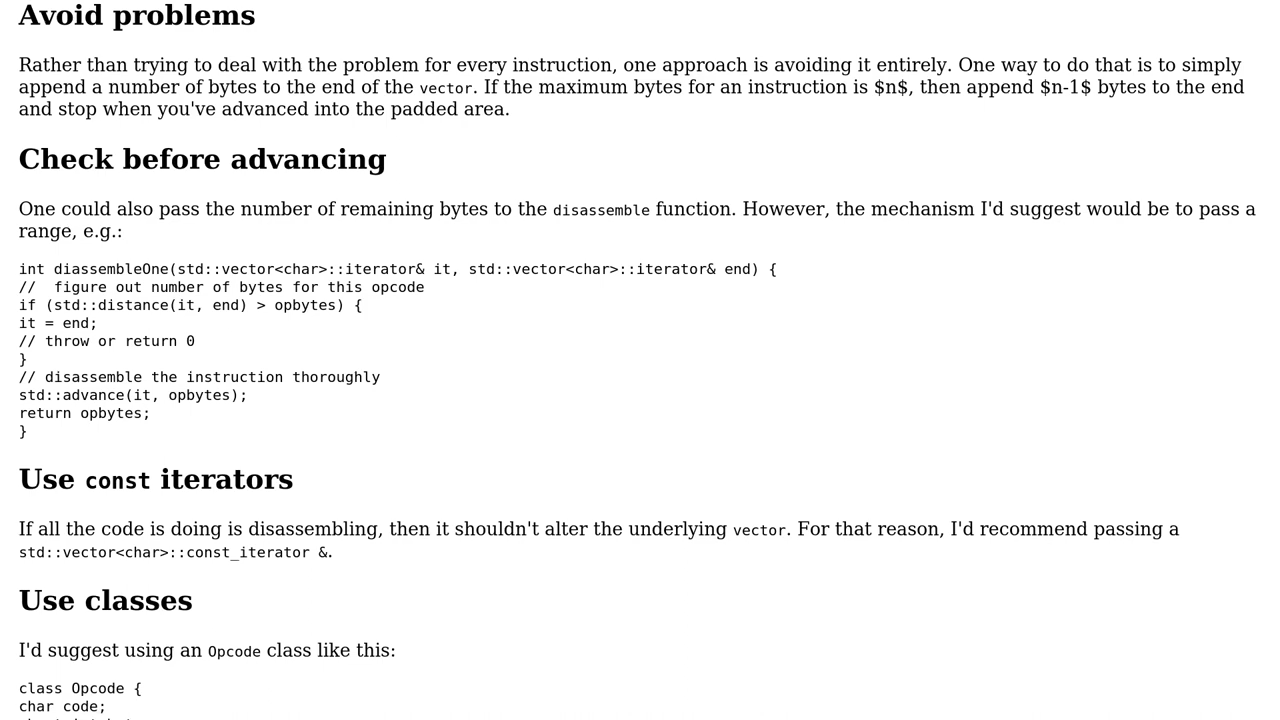 Avoid problems
Rather than trying to deal with the problem for every instruction, one approach is avoiding it entirely. One way to do that is to simply
append a number of bytes to the end of the vector. If the maximum bytes for an instruction is $n$, then append $n-1$ bytes to the end
and stop when you've advanced into the padded area.
Check before advancing
One could also pass the number of remaining bytes to the disassemble function. However, the mechanism I'd suggest would be to pass a
range, e.g.:
int diassembleOne(std::vector<char>::iterator& it, std::vector<char>::iterator& end) {
//  figure out number of bytes for this opcode
if (std::distance(it, end) > opbytes) {
it = end;
// throw or return 0
}
// disassemble the instruction thoroughly
std::advance(it, opbytes);
return opbytes;
}
Use const iterators
If all the code is doing is disassembling, then it shouldn't alter the underlying vector. For that reason, I'd recommend passing a
std::vector<char>::const_iterator &.
Use classes
I'd suggest using an Opcode class like this:
class Opcode {
char code;